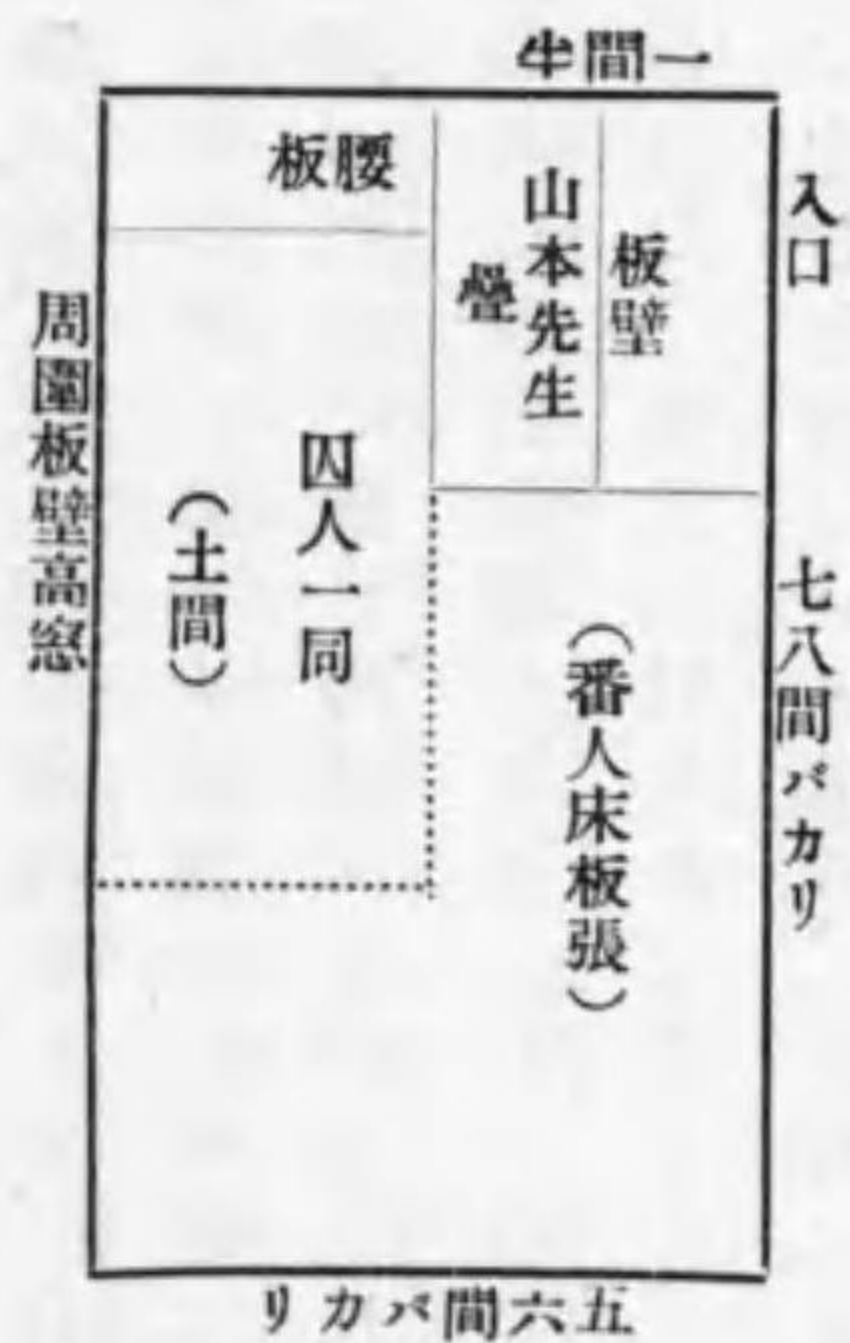 一間半
入口
七八間バカリ
板壁
山本先生
疊
腰板
(番人床板張)
囚人一同
(土間)
周圍板壁高窓
五六間バカリ